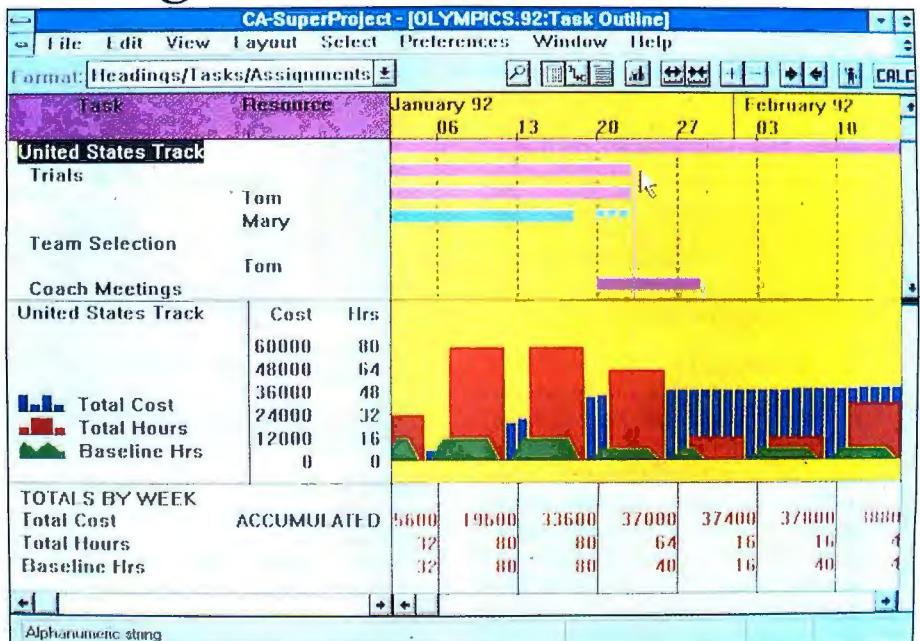 CA-SuperProject - [OLYMPICS.92:Task Outline]
File Edit View Layout Select Preferences Window Help
Format: Headings/Tasks/Assignments CALC
Task Resource January 92 February 92
06 13 20 27 03 10
United States Track
Trials
Tom
Mary
Team Selection
Tom
Coach Meetings
United States Track Cost Hrs
60000 80
48000 64
36000 48
Total Cost 24000 32
Total Hours 12000 16
Baseline Hrs 0 0
TOTALS BY WEEK
Total Cost ACCUMULATED 5600 19600 33600 37000 37400 37800
Total Hours 32 80 80 64 16 16 4
Baseline Hrs 32 80 80 40 16 40 4
Alphanumeric string